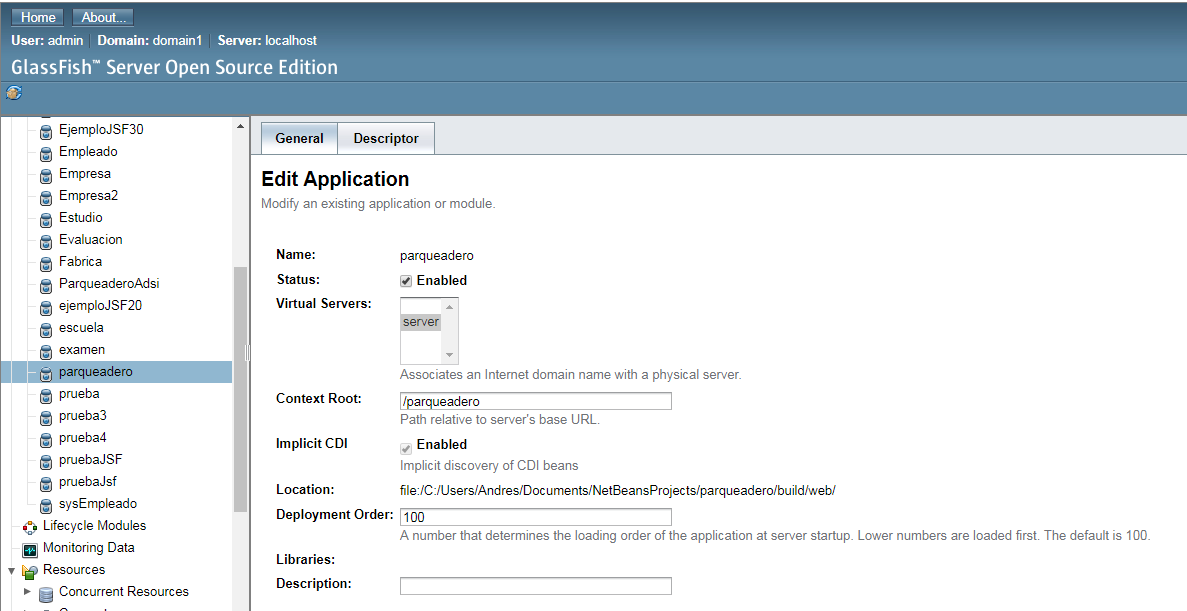 Home About...
User: admin Domain: domain1 Server: localhost
GlassFish™ Server Open Source Edition
EjemploJSF30
Empleado
Empresa
Empresa2
Estudio
Evaluacion
Fabrica
ParqueaderoAdsi
ejemploJSF20
escuela
examen
parqueadero
prueba
prueba3
prueba4
pruebaJSF
pruebaJsf
sysEmpleado
Lifecycle Modules
Monitoring Data
Resources
Concurrent Resources
General Descriptor
Edit Application
Modify an existing application or module.
Name: parqueadero
Status: Enabled
Virtual Servers: server
Associates an Internet domain name with a physical server.
Context Root: /parqueadero
Path relative to server's base URL.
Implicit CDI Enabled
Implicit discovery of CDI beans
Location: file:/C:/Users/Andres/Documents/NetBeansProjects/parqueadero/build/web/
Deployment Order: 100
A number that determines the loading order of the application at server startup. Lower numbers are loaded first. The default is 100.
Libraries:
Description: